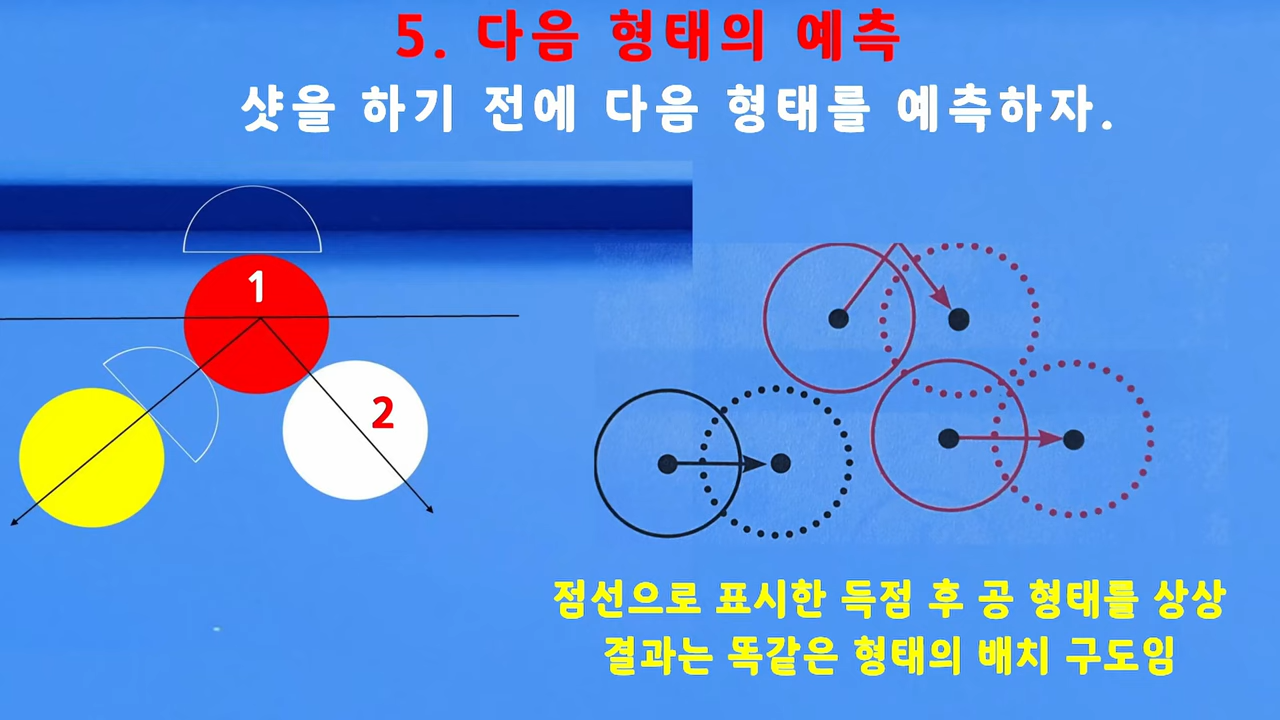 5. 다음 형태의 예측
샷을 하기 전에 다음 형태를 예측하자.
1
2
점선으로 표시한 득점 후 공 형태를 상상
결과는 똑같은 형태의 배치 구도임